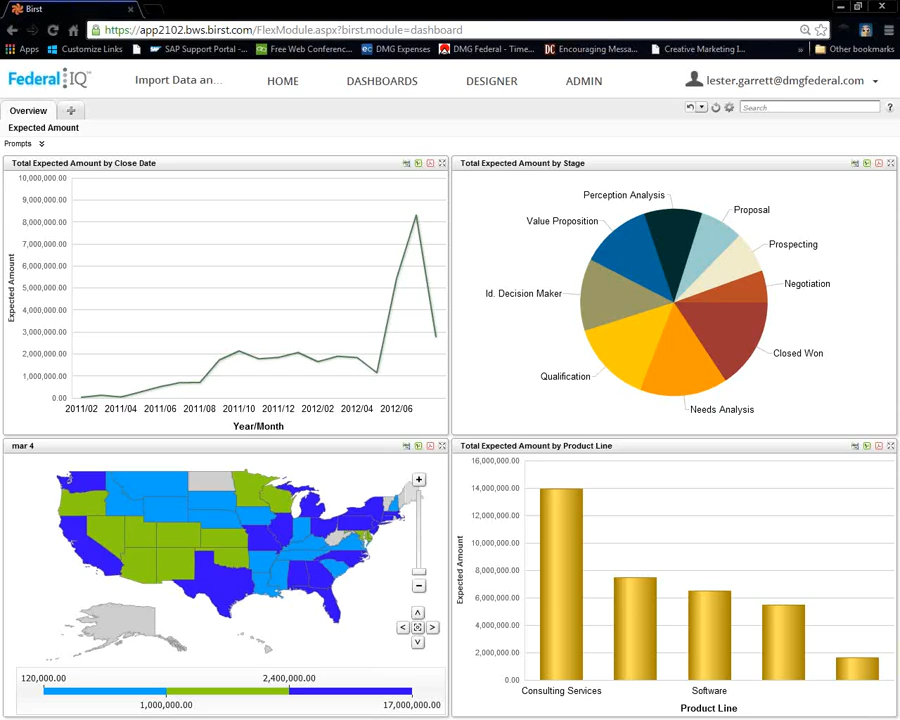 Birst
https://app2102.bws.birst.com/FlexModule.aspx?birst.module=dashboard
Apps
Customize Links
SAP Support Portal -...
Free Web Conferenc...
DMG Expenses
DMG Federal - Time...
Encouraging Messa...
Creative Marketing I...
»
Other bookmarks
Federal IQ™
Import Data an...
HOME
DASHBOARDS
DESIGNER
ADMIN
lester.garrett@dmgfederal.com
Overview
+
Search
?
Expected Amount
Prompts
Total Expected Amount by Close Date
10,000,000.00
9,000,000.00
8,000,000.00
7,000,000.00
6,000,000.00
5,000,000.00
4,000,000.00
3,000,000.00
2,000,000.00
1,000,000.00
0.00
Expected Amount
2011/02 2011/04 2011/06 2011/08 2011/10 2011/12 2012/02 2012/04 2012/06
Year/Month
Total Expected Amount by Stage
Perception Analysis
Proposal
Value Proposition
Prospecting
Id. Decision Maker
Negotiation
Closed Won
Qualification
Needs Analysis
mar 4
+
−
120,000.00
2,400,000.00
1,000,000.00
17,000,000.00
Total Expected Amount by Product Line
16,000,000.00
14,000,000.00
12,000,000.00
10,000,000.00
8,000,000.00
6,000,000.00
4,000,000.00
2,000,000.00
0.00
Expected Amount
Consulting Services
Software
Product Line